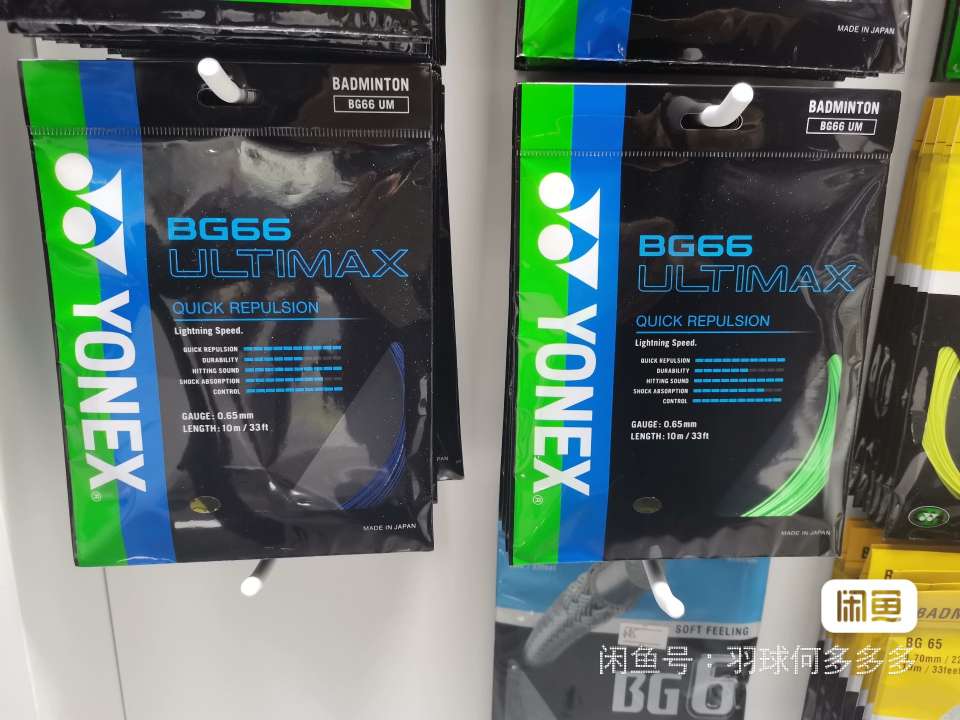 MADE IN JAPAN
BADMINTON
BG66 UM
YONEX
BG66
ULTIMAX
QUICK REPULSION
Lightning Speed.
QUICK REPULSION
DURABILITY
HITTING SOUND
SHOCK ABSORPTION
CONTROL
GAUGE: 0.65mm
LENGTH: 10m / 33ft
MADE IN JAPAN
BADMINTON
BG66 UM
YONEX
BG66
ULTIMAX
QUICK REPULSION
Lightning Speed.
QUICK REPULSION
DURABILITY
HITTING SOUND
SHOCK ABSORPTION
CONTROL
GAUGE: 0.65mm
LENGTH: 10m / 33ft
MADE IN JAPAN
SOFT FEELING
BG 6
BG 65
闲鱼
闲鱼号：羽球何多多多